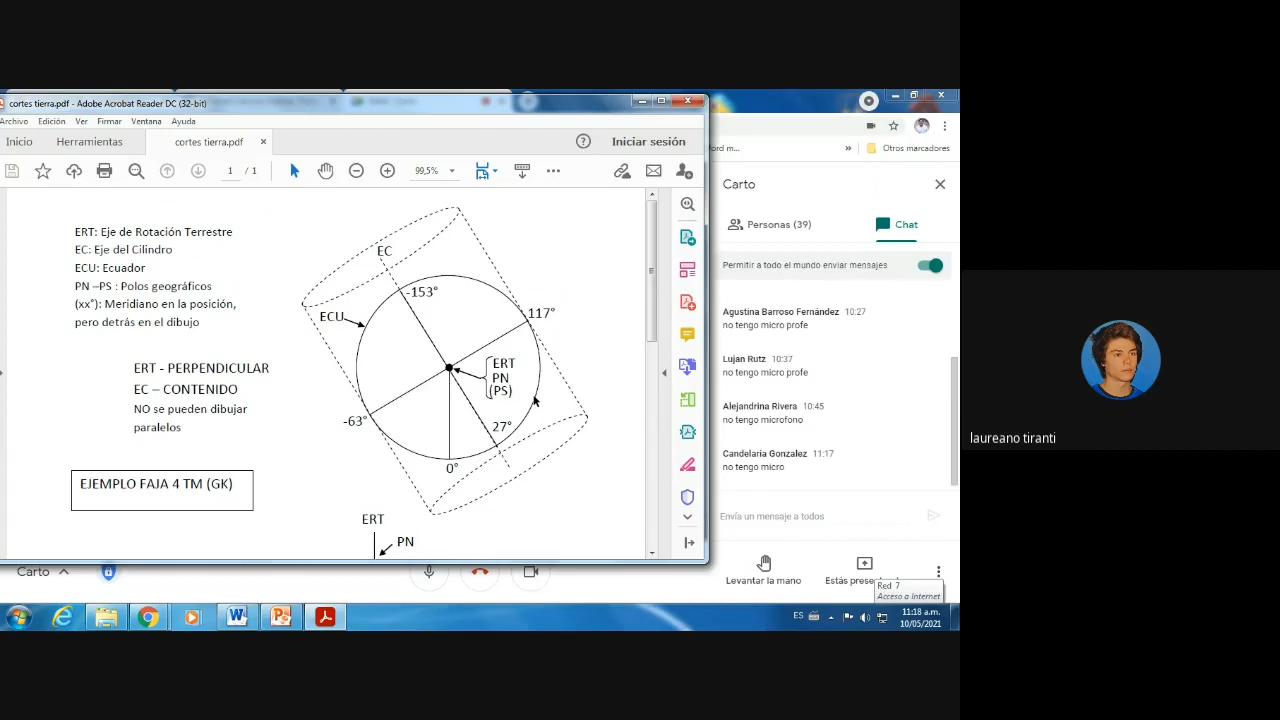 cortes tierra.pdf - Adobe Acrobat Reader DC (32-bit)
Archivo Edición Ver Firmar Ventana Ayuda
Inicio Herramientas cortes tierra.pdf × ? Iniciar sesión
1 / 1 99,5%
ERT: Eje de Rotación Terrestre
EC: Eje del Cilindro
ECU: Ecuador
PN –PS : Polos geográficos
(xx°): Meridiano en la posición,
pero detrás en el dibujo
ERT - PERPENDICULAR
EC – CONTENIDO
NO se pueden dibujar
paralelos
EJEMPLO FAJA 4 TM (GK)
EC
-153°
ECU
117°
ERT
PN
(PS)
-63°
27°
0°
ERT
PN
ford m...
» Otros marcadores
Carto
Personas (39)
Chat
Permitir a todo el mundo enviar mensajes
Agustina Barroso Fernández 10:27
no tengo micro profe
Lujan Rutz 10:37
no tengo micro profe
Alejandrina Rivera 10:45
no tengo microfono
Candelaria Gonzalez 11:17
no tengo micro
Envía un mensaje a todos
Carto
Levantar la mano
Red 7
Acceso a Internet
ES
11:18 a.m.
10/05/2021
laureano tiranti